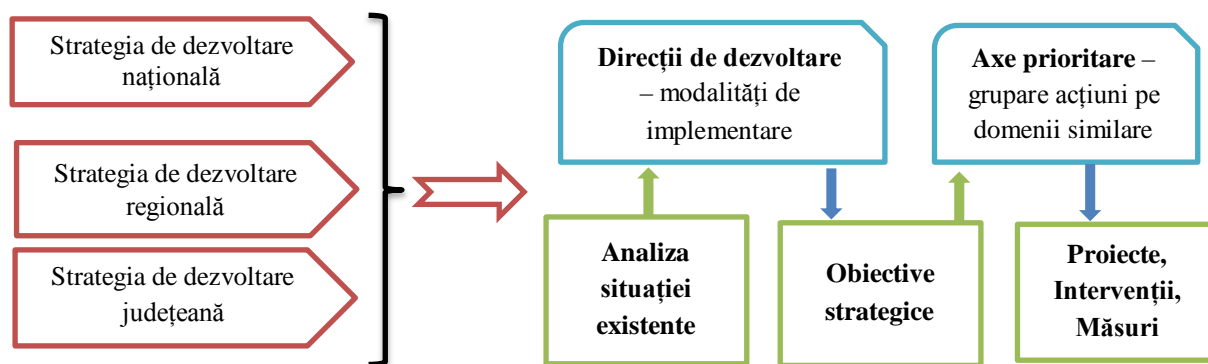 Strategia de dezvoltare
națională
Strategia de dezvoltare
regională
Strategia de dezvoltare
județeană
Direcții de dezvoltare
– modalități de
implementare
Axe prioritare –
grupare acțiuni pe
domenii similare
Analiza
situației
existente
Obiective
strategice
Proiecte,
Intervenții,
Măsuri